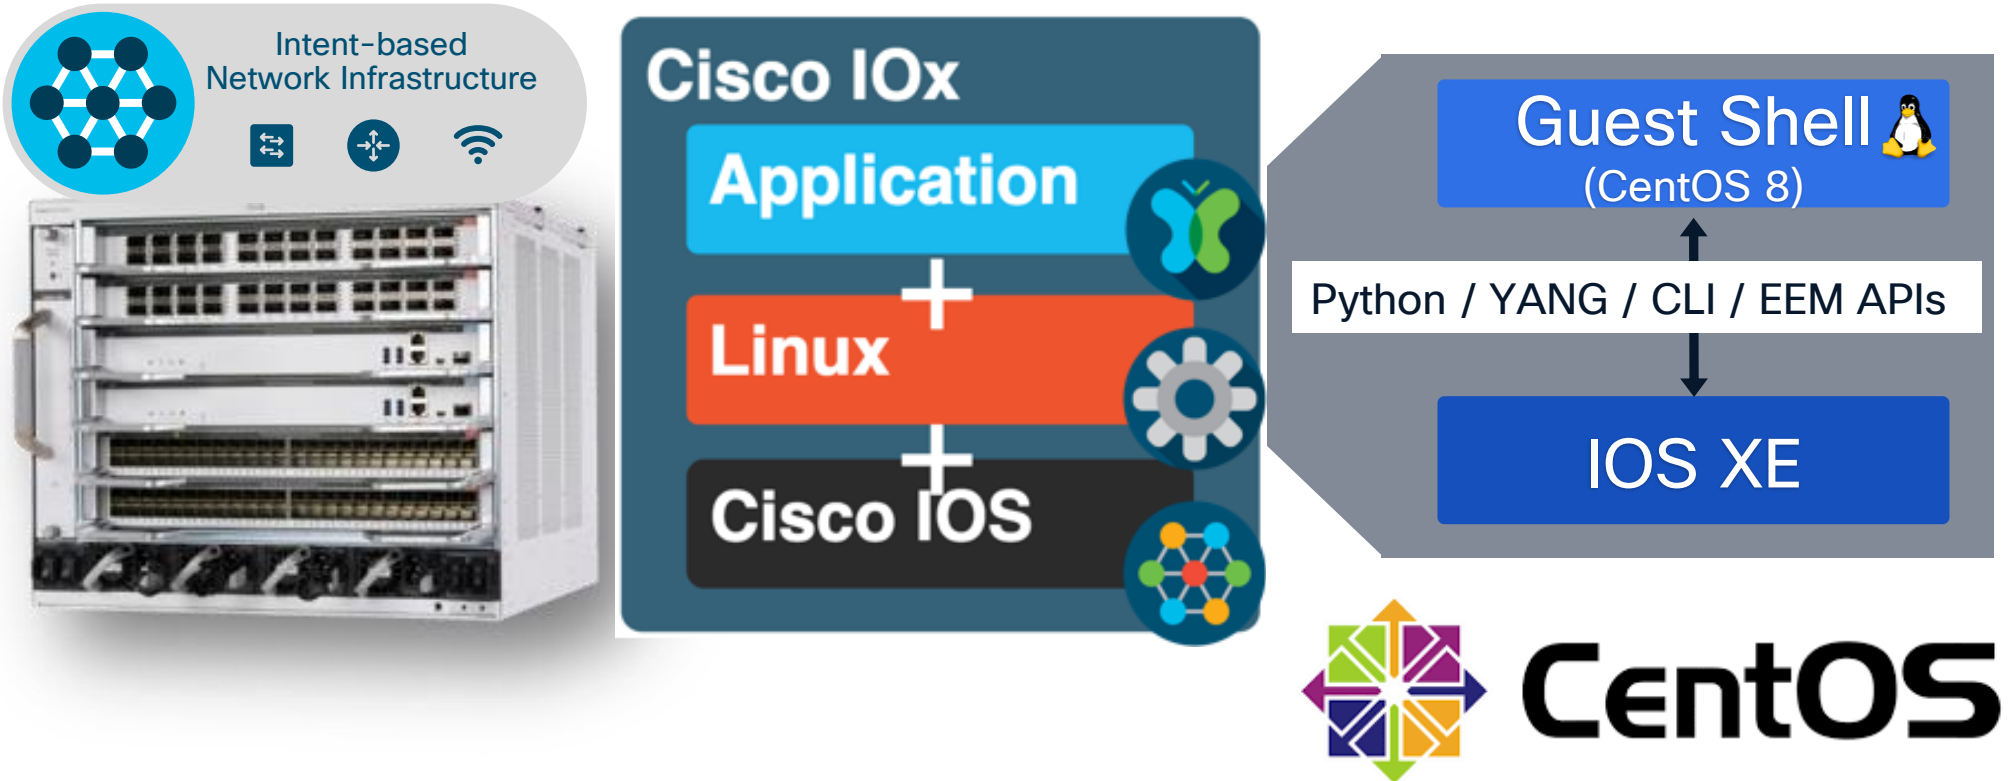 Intent-based
Network Infrastructure
Cisco IOx
Application
Linux
Cisco IOS
Guest Shell
(CentOS 8)
Python / YANG / CLI / EEM APIs
IOS XE
CentOS